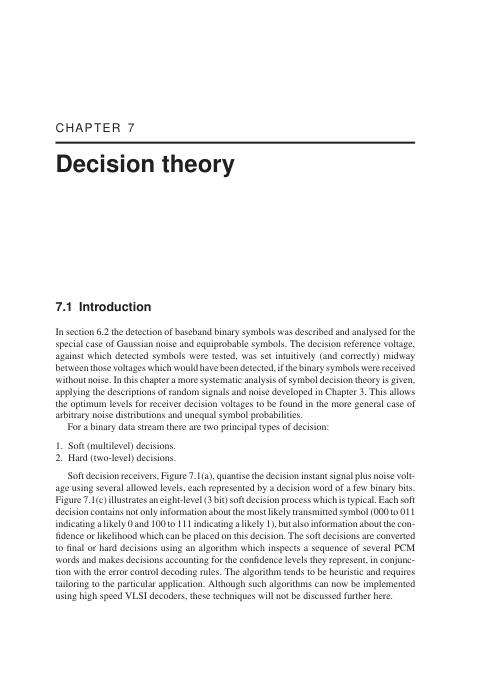 CHAPTER 7
Decision theory
7.1 Introduction
In section 6.2 the detection of baseband binary symbols was described and analysed for the
special case of Gaussian noise and equiprobable symbols. The decision reference voltage,
against which detected symbols were tested, was set intuitively (and correctly) midway
between those voltages which would have been detected, if the binary symbols were received
without noise. In this chapter a more systematic analysis of symbol decision theory is given,
applying the descriptions of random signals and noise developed in Chapter 3. This allows
the optimum levels for receiver decision voltages to be found in the more general case of
arbitrary noise distributions and unequal symbol probabilities.
For a binary data stream there are two principal types of decision:
1. Soft (multilevel) decisions.
2. Hard (two-level) decisions.
Soft decision receivers, Figure 7.1(a), quantise the decision instant signal plus noise volt-
age using several allowed levels, each represented by a decision word of a few binary bits.
Figure 7.1(c) illustrates an eight-level (3 bit) soft decision process which is typical. Each soft
decision contains not only information about the most likely transmitted symbol (000 to 011
indicating a likely 0 and 100 to 111 indicating a likely 1), but also information about the con-
fidence or likelihood which can be placed on this decision. The soft decisions are converted
to final or hard decisions using an algorithm which inspects a sequence of several PCM
words and makes decisions accounting for the confidence levels they represent, in conjunc-
tion with the error control decoding rules. The algorithm tends to be heuristic and requires
tailoring to the particular application. Although such algorithms can now be implemented
using high speed VLSI decoders, these techniques will not be discussed further here.